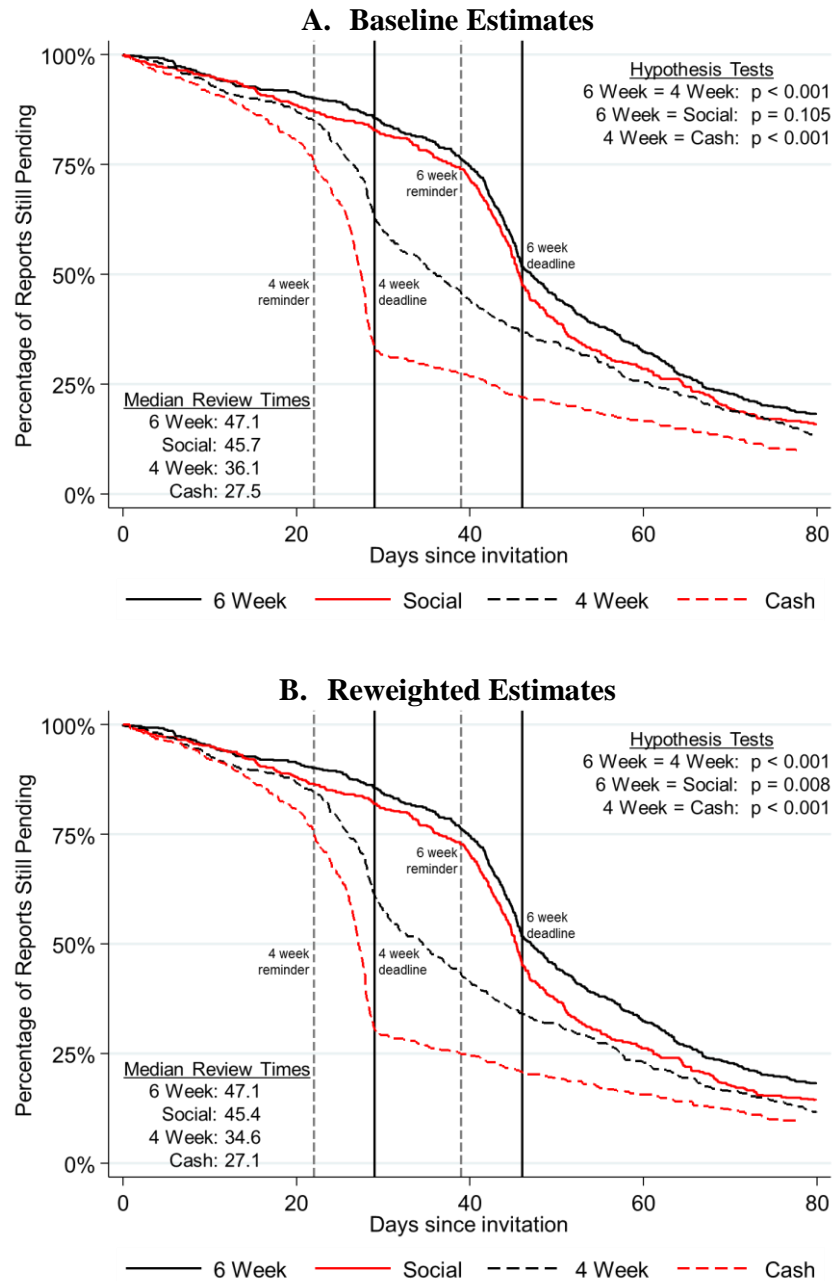 A. Baseline Estimates
Percentage of Reports Still Pending
100%
75%
50%
25%
0%
Hypothesis Tests
6 Week = 4 Week: p < 0.001
6 Week = Social: p = 0.105
4 Week = Cash: p < 0.001
6 week
reminder
6 week
deadline
4 week
reminder
4 week
deadline
Median Review Times
6 Week: 47.1
Social: 45.7
4 Week: 36.1
Cash: 27.5
0 20 40 60 80
Days since invitation
6 Week Social 4 Week Cash
B. Reweighted Estimates
Percentage of Reports Still Pending
100%
75%
50%
25%
0%
Hypothesis Tests
6 Week = 4 Week: p < 0.001
6 Week = Social: p = 0.008
4 Week = Cash: p < 0.001
6 week
reminder
6 week
deadline
4 week
reminder
4 week
deadline
Median Review Times
6 Week: 47.1
Social: 45.4
4 Week: 34.6
Cash: 27.1
0 20 40 60 80
Days since invitation
6 Week Social 4 Week Cash